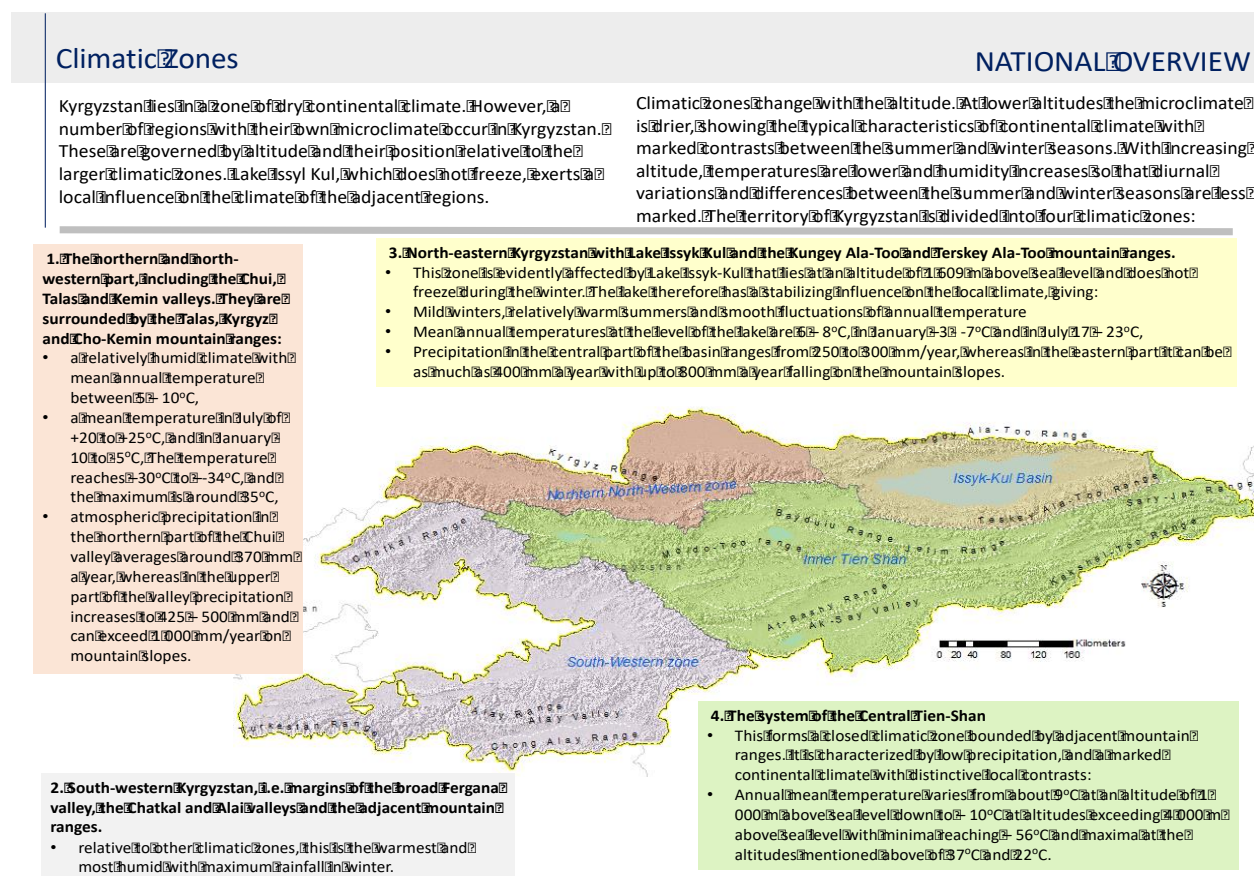 Climatic Zones
NATIONAL OVERVIEW
Kyrgyzstan lies in a zone of dry continental climate. However, a
number of regions with their own microclimate occur in Kyrgyzstan.
These are governed by altitude and their position relative to the
larger climatic zones. Lake Issyl Kul, which does not freeze, exerts a
local influence on the climate of the adjacent regions.
Climatic zones change with the altitude. At lower altitudes the microclimate
is drier, showing the typical characteristics of continental climate with
marked contrasts between the summer and winter seasons. With increasing
altitude, temperatures are lower and humidity increases so that diurnal
variations and differences between the summer and winter seasons are less
marked. The territory of Kyrgyzstan is divided into four climatic zones:
1. The northern and north-
western part, including the Chui,
Talas and Kemin valleys. They are
surrounded by the Talas, Kyrgyz
and Cho-Kemin mountain ranges:
• a relatively humid climate with
mean annual temperature
between 5 – 10°C,
• a mean temperature in July of
+20 to +25°C, and in January
10 to 5°C, The temperature
reaches –30°C to –-34°C, and
the maximum is around 35°C,
• atmospheric precipitation in
the northern part of the Chui
valley averages around 370 mm
a year, whereas in the upper
part of the valley precipitation
increases to 425 – 500 mm and
can exceed 1 000 mm/year on
mountain slopes.
3. North-eastern Kyrgyzstan with Lake Issyk Kul and the Kungey Ala-Too and Terskey Ala-Too mountain ranges.
• This zone is evidently affected by Lake Issyk-Kul that lies at an altitude of 1 609 m above sea level and does not
freeze during the winter. The lake therefore has a stabilizing influence on the local climate, giving:
• Mild winters, relatively warm summers and smooth fluctuations of annual temperature
• Mean annual temperatures at the level of the lake are 6 – 8°C, in January –3 - -7°C and in July 17 – 23°C,
• Precipitation in the central part of the basin ranges from 250 to 300 mm/year, whereas in the eastern part it can be
as much as 400 mm a year with up to 800 mm a year falling on the mountain slopes.
Kungoy Ala-Too Range
Kyrgyz Range
Norhtern North-Western zone
Issyk-Kul Basin
Teskey Ala-Too Range
Sary-Jaz Range
Chatkal Range
Baydulu Range
Jetim Range
Moldo-Too range
Kyrgyzstan
Inner Tien Shan
Kakshal-Too Range
At-Bashy Range
Ak-Say Valley
N
W E
S
Kilometers
0 20 40 80 120 160
South-Western zone
Alay Range
Alay Valley
Turkestan Rang
Chong Alay Range
4. The system of the Central Tien-Shan
• This forms a closed climatic zone bounded by adjacent mountain
ranges. It is characterized by low precipitation, and a marked
continental climate with distinctive local contrasts:
• Annual mean temperature varies from about 9°C at an altitude of 1
000 m above sea level down to – 10°C at altitudes exceeding 4 000 m
above sea level with minima reaching – 56°C and maxima at the
altitudes mentioned above of 37°C and 22°C.
2. South-western Kyrgyzstan, i.e. margins of the broad Fergana
valley, the Chatkal and Alai valleys and the adjacent mountain
ranges.
• relative to other climatic zones, this is the warmest and
most humid with maximum rainfall in winter.